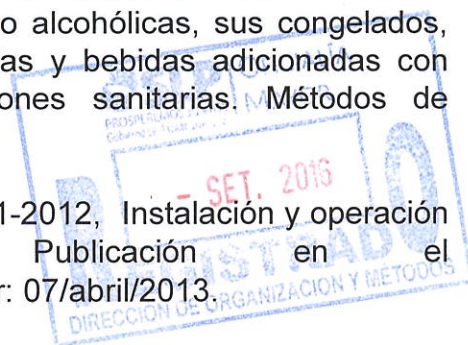 o alcohólicas, sus congelados,
as y bebidas adicionadas con
ones sanitarias. Métodos de
- SET. 2016
1-2012, Instalación y operación
Publicación en el
r: 07/abril/2013.
DIRECCIÓN DE ORGANIZACIÓN Y MÉTODOS